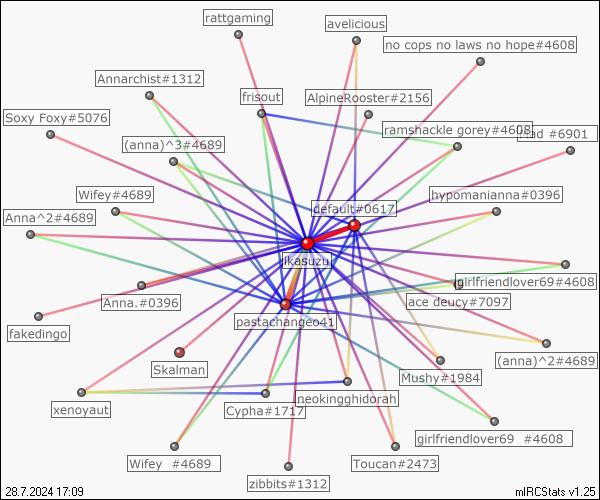 rattgaming
avelicious
no cops no laws no hope#4608
Annarchist#1312
frisout
AlpineRooster#2156
Soxy Foxy#5076
(anna)^3#4689
ramshackle gorey#4608
#6901
Wifey#4689
hypomanianna#0396
Anna^2#4689
default#0617
jikasuzu
girlfriendlover69#4608
Anna.#0396
ace deucy#7097
pastachangeo41
fakedingo
(anna)^2#4689
Skalman
Mushy#1984
neokingghidorah
xenoyaut
Cypha#1717
girlfriendlover69 #4608
Wifey #4689
Toucan#2473
zibbits#1312
28.7.2024 17:09
mIRCStats v1.25